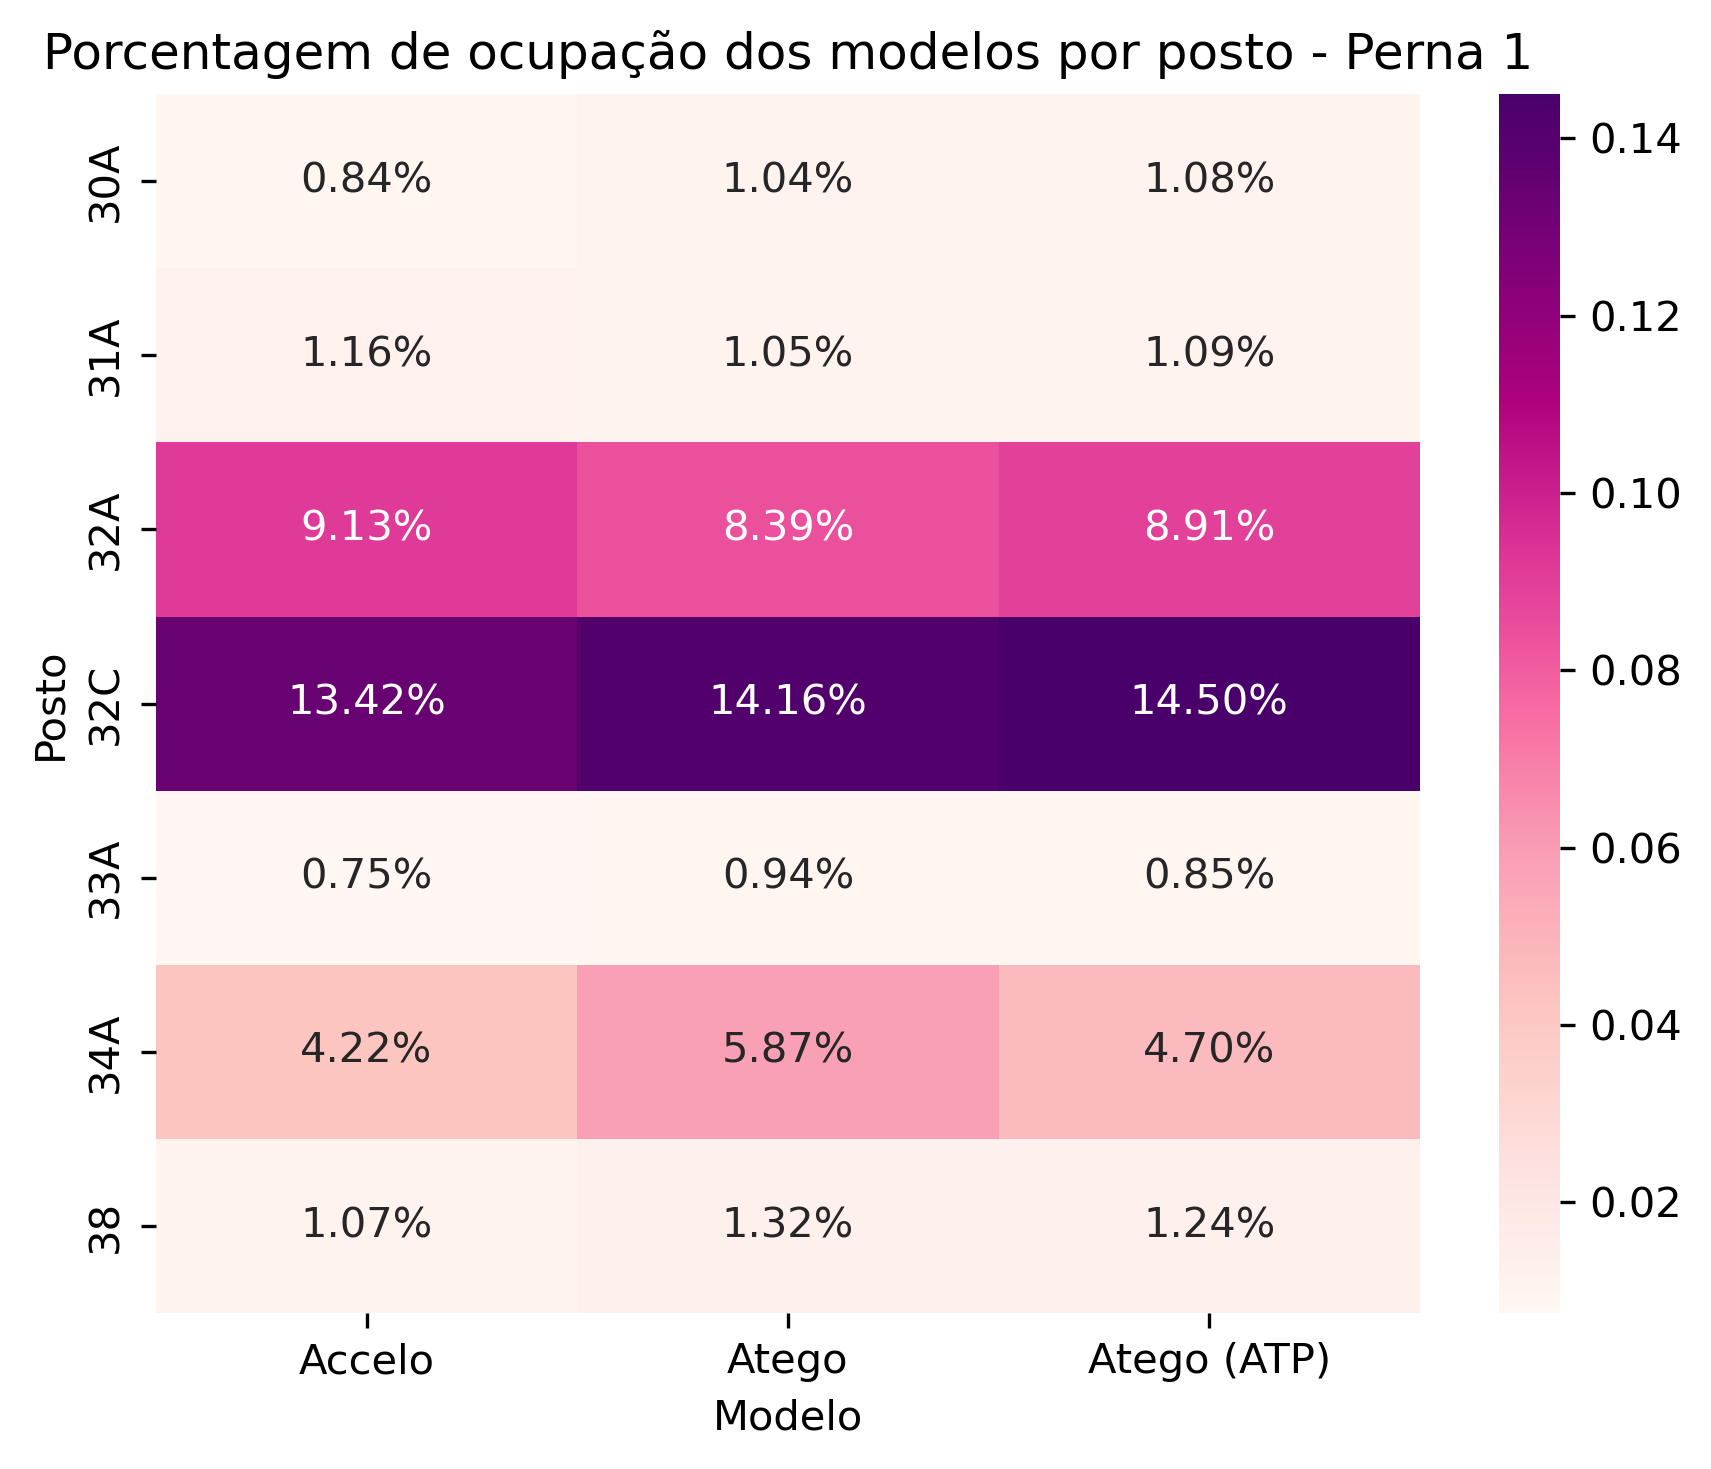 Porcentagem de ocupação dos modelos por posto - Perna 1
Posto
30A 0.84% 1.04% 1.08%
31A 1.16% 1.05% 1.09%
32A 9.13% 8.39% 8.91%
32C 13.42% 14.16% 14.50%
33A 0.75% 0.94% 0.85%
34A 4.22% 5.87% 4.70%
38 1.07% 1.32% 1.24%
Accelo Atego Atego (ATP)
Modelo
0.14
0.12
0.10
0.08
0.06
0.04
0.02